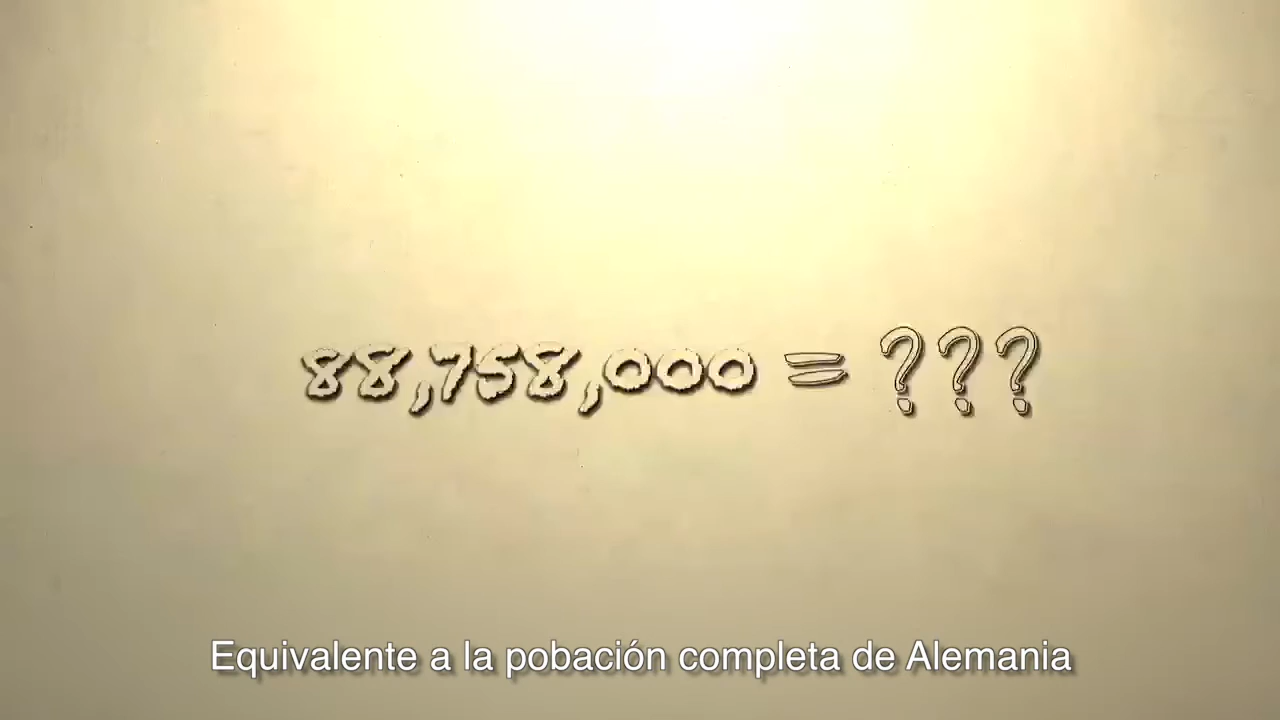 88,758,000 = ???
Equivalente a la pobación completa de Alemania